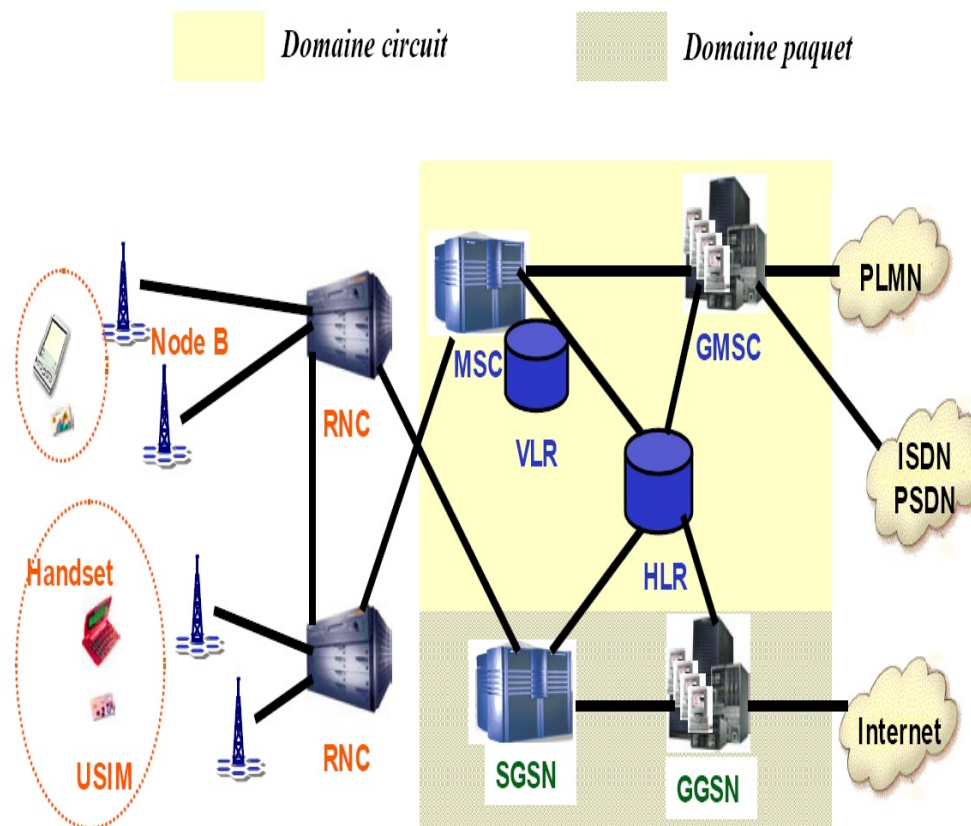 Domaine circuit
Domaine paquet
PLMN
Node B
MSC
GMSC
RNC
VLR
ISDN
PSDN
Handset
HLR
Internet
RNC
SGSN
GGSN
USIM